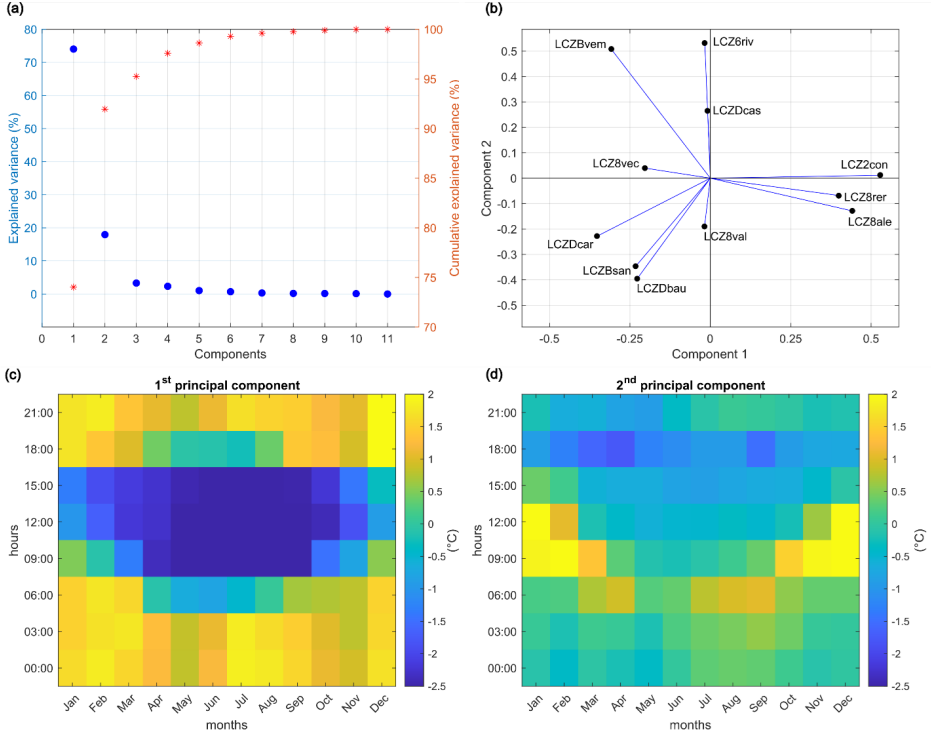 (a)
80
70
60
50
40
30
20
10
0
Explained variance (%)
100
95
90
85
80
75
70
Cumulative explained variance (%)
0 1 2 3 4 5 6 7 8 9 10 11
Components
(b)
LCZBvem
LCZ6riv
LCZDcas
LCZ8vec
LCZ2con
LCZ8rer
LCZ8ale
LCZDcar
LCZ8val
LCZBsan
LCZDbau
0.5
0.4
0.3
0.2
0.1
0
-0.1
-0.2
-0.3
-0.4
-0.5
Component 2
-0.5 -0.25 0 0.25 0.5
Component 1
(c)
1st principal component
21:00
18:00
15:00
12:00
09:00
06:00
03:00
00:00
hours
Jan Feb Mar Apr May Jun Jul Aug Sep Oct Nov Dec
months
2
1.5
1
0.5
0
-0.5
-1
-1.5
-2
-2.5
(°C)
(d)
2nd principal component
21:00
18:00
15:00
12:00
09:00
06:00
03:00
00:00
hours
Jan Feb Mar Apr May Jun Jul Aug Sep Oct Nov Dec
months
2
1.5
1
0.5
0
-0.5
-1
-1.5
-2
-2.5
(°C)